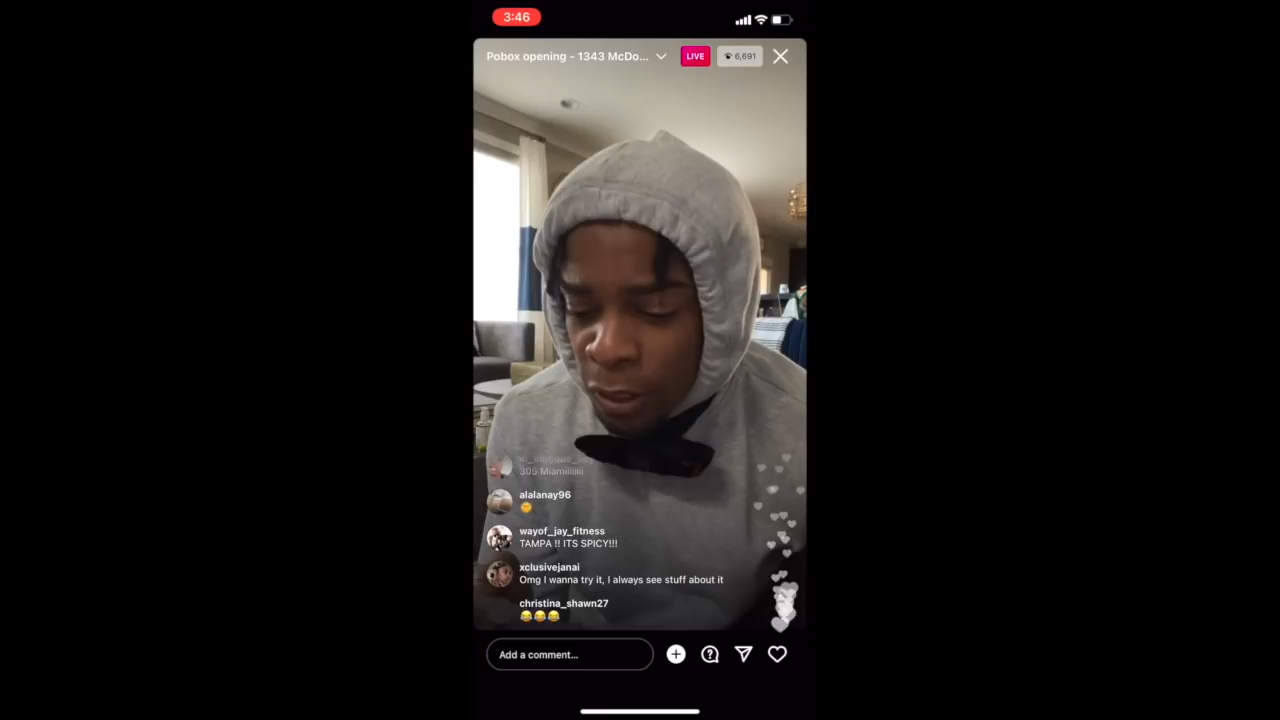 3:46
Pobox opening - 1343 McDo...
LIVE
6,691
305 Miamiiiiiii
alalanay96
wayof_jay_fitness
TAMPA !! ITS SPICY!!!
xclusivejanai
Omg I wanna try it, I always see stuff about it
christina_shawn27
Add a comment...